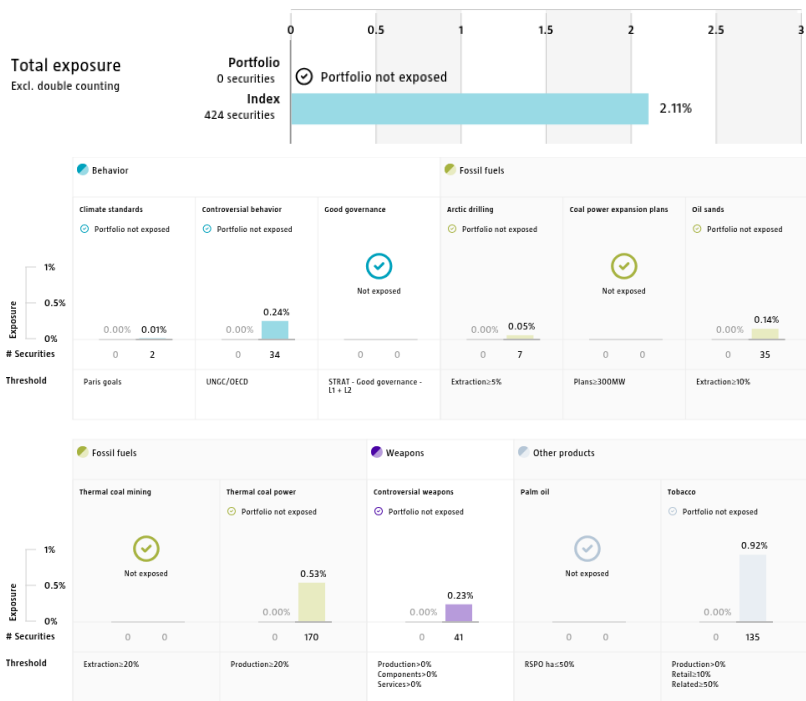 0 0.5 1 1.5 2 2.5 3
Total exposure
Excl. double counting
Portfolio
0 securities
Portfolio not exposed
Index
424 securities
2.11%
Behavior
Fossil fuels
Climate standards
Controversial behavior
Good governance
Arctic drilling
Coal power expansion plans
Oil sands
Portfolio not exposed
Portfolio not exposed
Portfolio not exposed
Portfolio not exposed
Not exposed
Not exposed
Exposure
1%
0.5%
0%
0.00% 0.01%
0.24%
0.00%
0.00% 0.05%
0.14%
0.00%
# Securities
0 2
0 34
0 0
0 7
0 0
0 35
Threshold
Paris goals
UNGC/OECD
STRAT - Good governance -
L1 + L2
Extraction≥5%
Plans≥300MW
Extraction≥10%
Fossil fuels
Weapons
Other products
Thermal coal mining
Thermal coal power
Controversial weapons
Palm oil
Tobacco
Portfolio not exposed
Portfolio not exposed
Portfolio not exposed
Not exposed
Not exposed
Exposure
1%
0.5%
0%
0.53%
0.00%
0.23%
0.00%
0.92%
0.00%
# Securities
0 0
0 170
0 41
0 0
0 135
Threshold
Extraction≥20%
Production≥20%
Production>0%
Components>0%
Services>0%
RSPO ha≤50%
Production>0%
Retail≥10%
Related≥50%